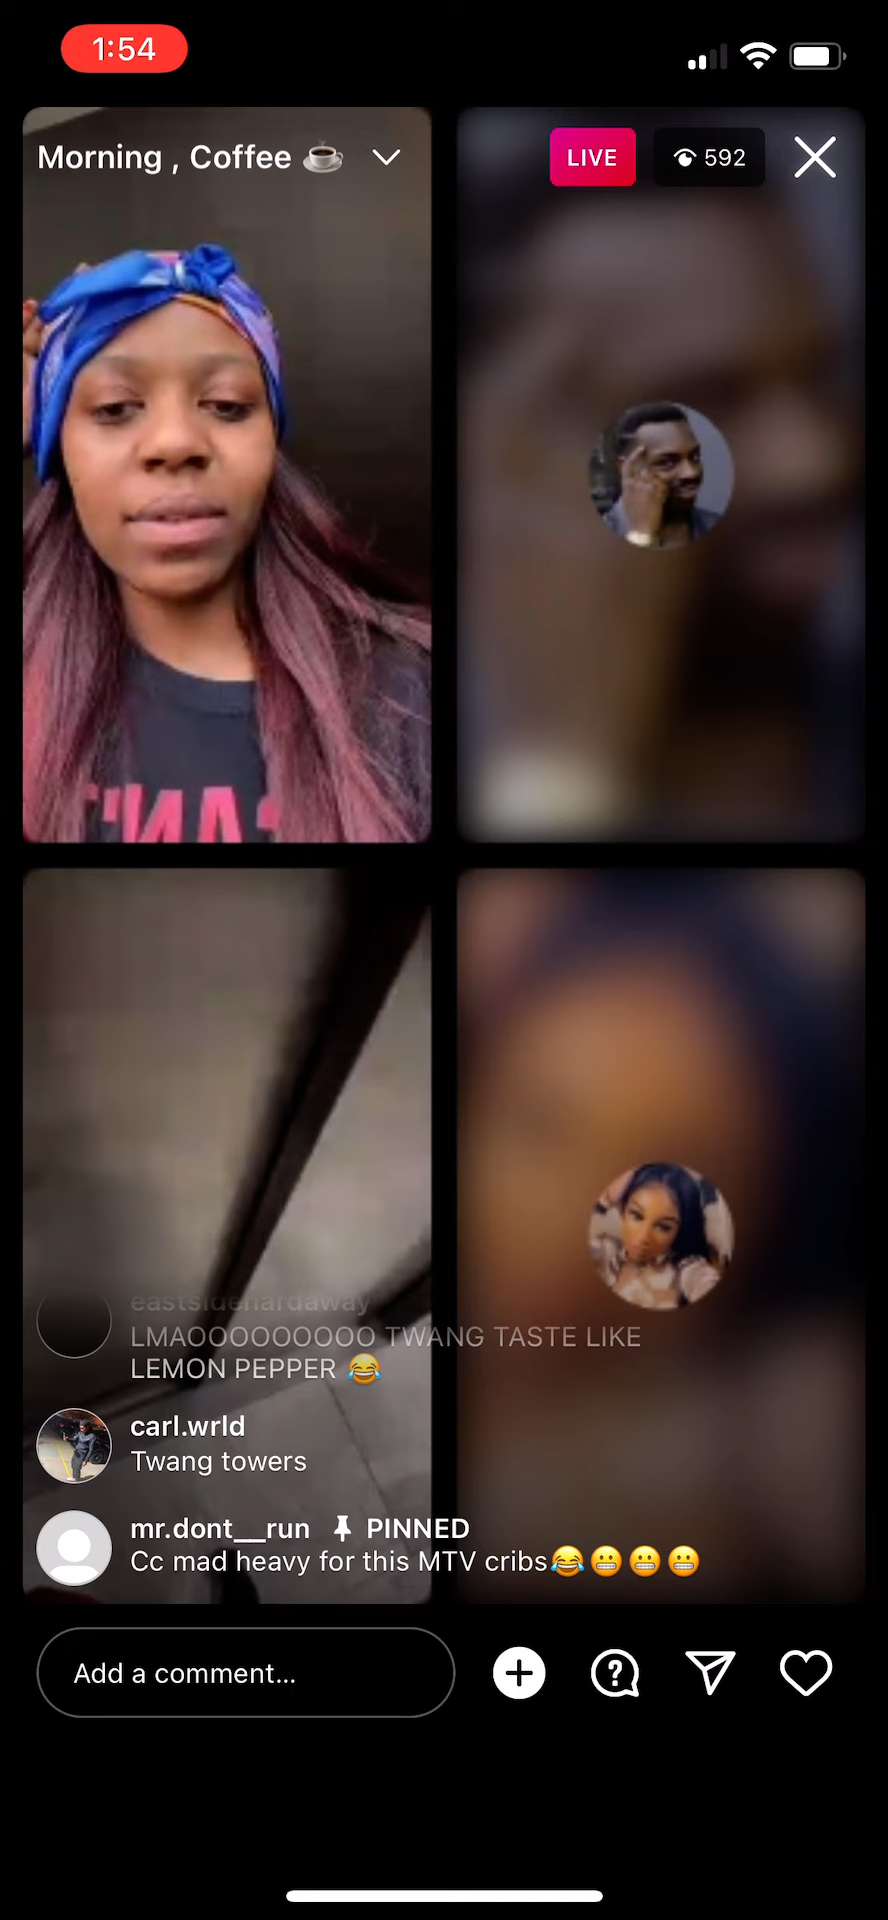 1:54
Morning , Coffee ☕
LIVE
592
eastsidehardaway
LMAOOOOOOOOO TWANG TASTE LIKE
LEMON PEPPER 😂
carl.wrld
Twang towers
mr.dont__run PINNED
Cc mad heavy for this MTV cribs😂😬😬😬
Add a comment...